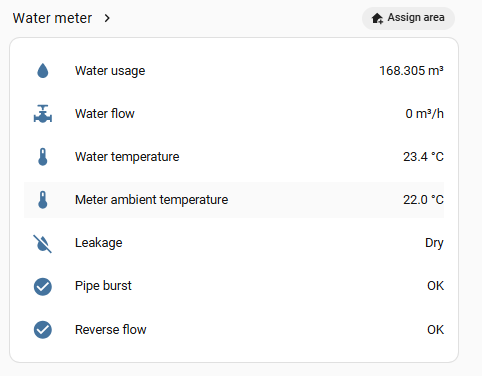 Water meter
Assign area
Water usage 168.305 m³
Water flow 0 m³/h
Water temperature 23.4 °C
Meter ambient temperature 22.0 °C
Leakage Dry
Pipe burst OK
Reverse flow OK